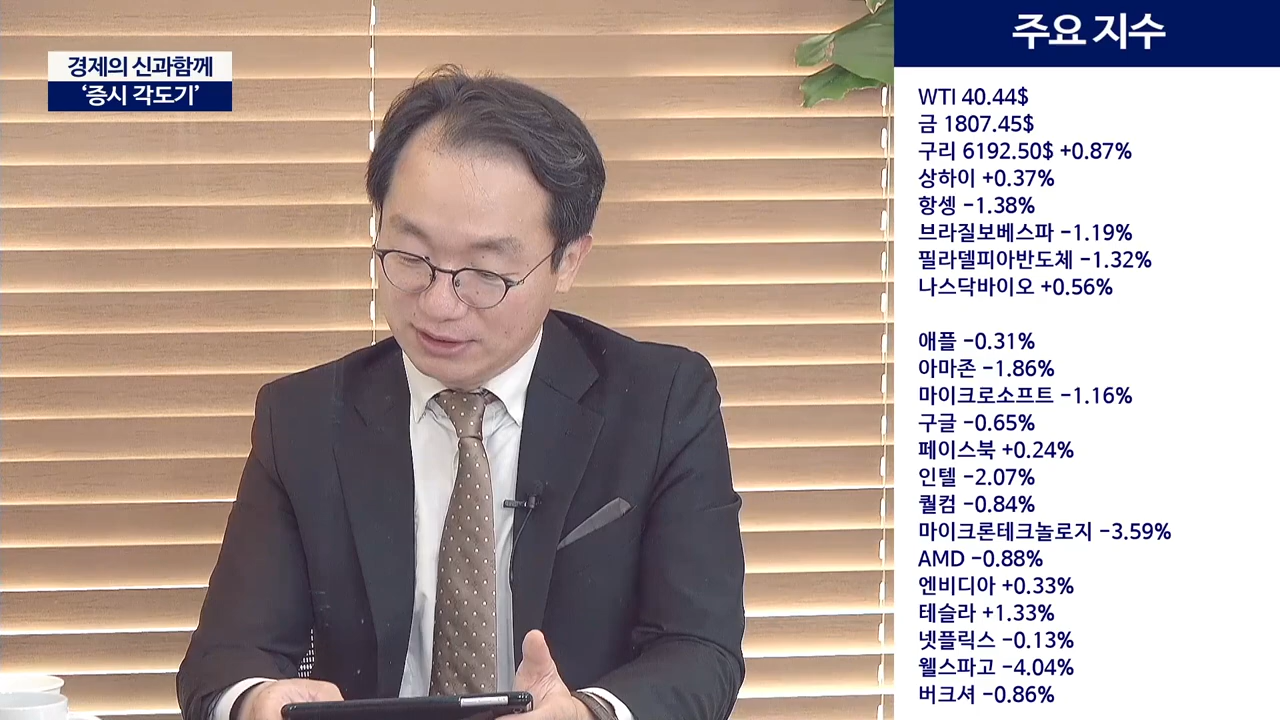 경제의 신과함께
‘증시 각도기’
주요 지수
WTI 40.44$
금 1807.45$
구리 6192.50$ +0.87%
상하이 +0.37%
항셍 -1.38%
브라질보베스파 -1.19%
필라델피아반도체 -1.32%
나스닥바이오 +0.56%
애플 -0.31%
아마존 -1.86%
마이크로소프트 -1.16%
구글 -0.65%
페이스북 +0.24%
인텔 -2.07%
퀄컴 -0.84%
마이크론테크놀로지 -3.59%
AMD -0.88%
엔비디아 +0.33%
테슬라 +1.33%
넷플릭스 -0.13%
웰스파고 -4.04%
버크셔 -0.86%